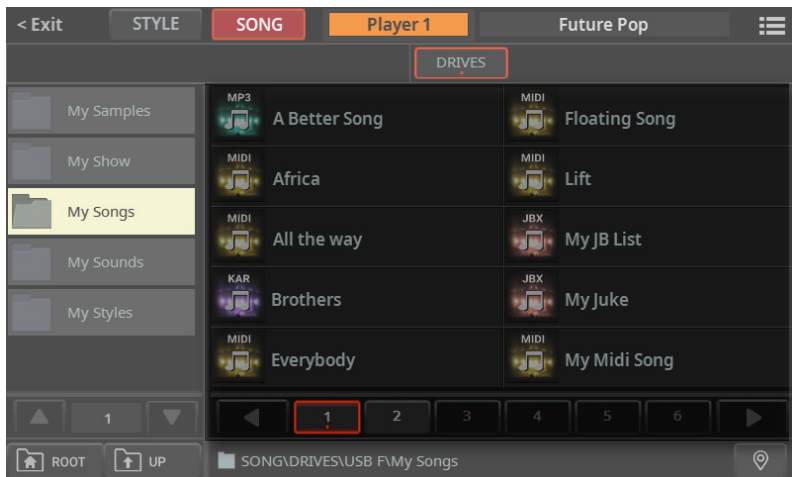 < Exit STYLE SONG Player 1 Future Pop
DRIVES
My Samples
My Show
My Songs
My Sounds
My Styles
1
MP3 A Better Song
MIDI Africa
MIDI All the way
KAR Brothers
MIDI Everybody
MIDI Floating Song
MIDI Lift
JBX My JB List
JBX My Juke
MIDI My Midi Song
1 2 3 4 5 6
ROOT UP SONG\DRIVES\USB F\My Songs